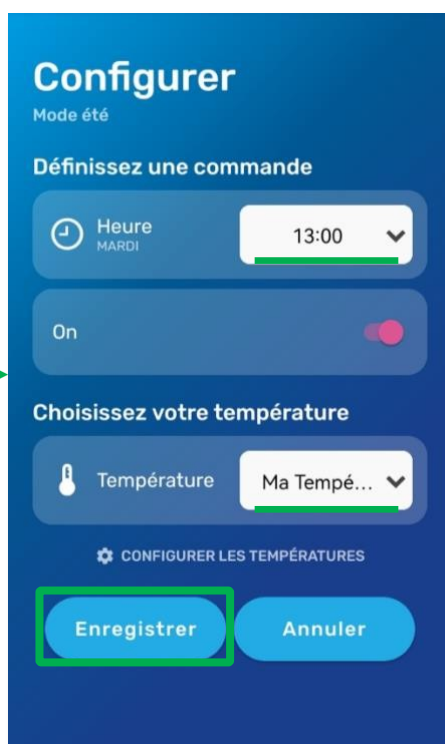 Configurer
Mode été
Définissez une commande
Heure
MARDI
13:00
On
Choisissez votre température
Température
Ma Tempé...
CONFIGURER LES TEMPÉRATURES
Enregistrer
Annuler